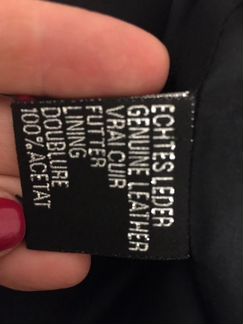 ECHTES LEDER
GENUINE LEATHER
VRAI CUIR
FUTTER
LINING
DOUBLURE
100% ACETAT